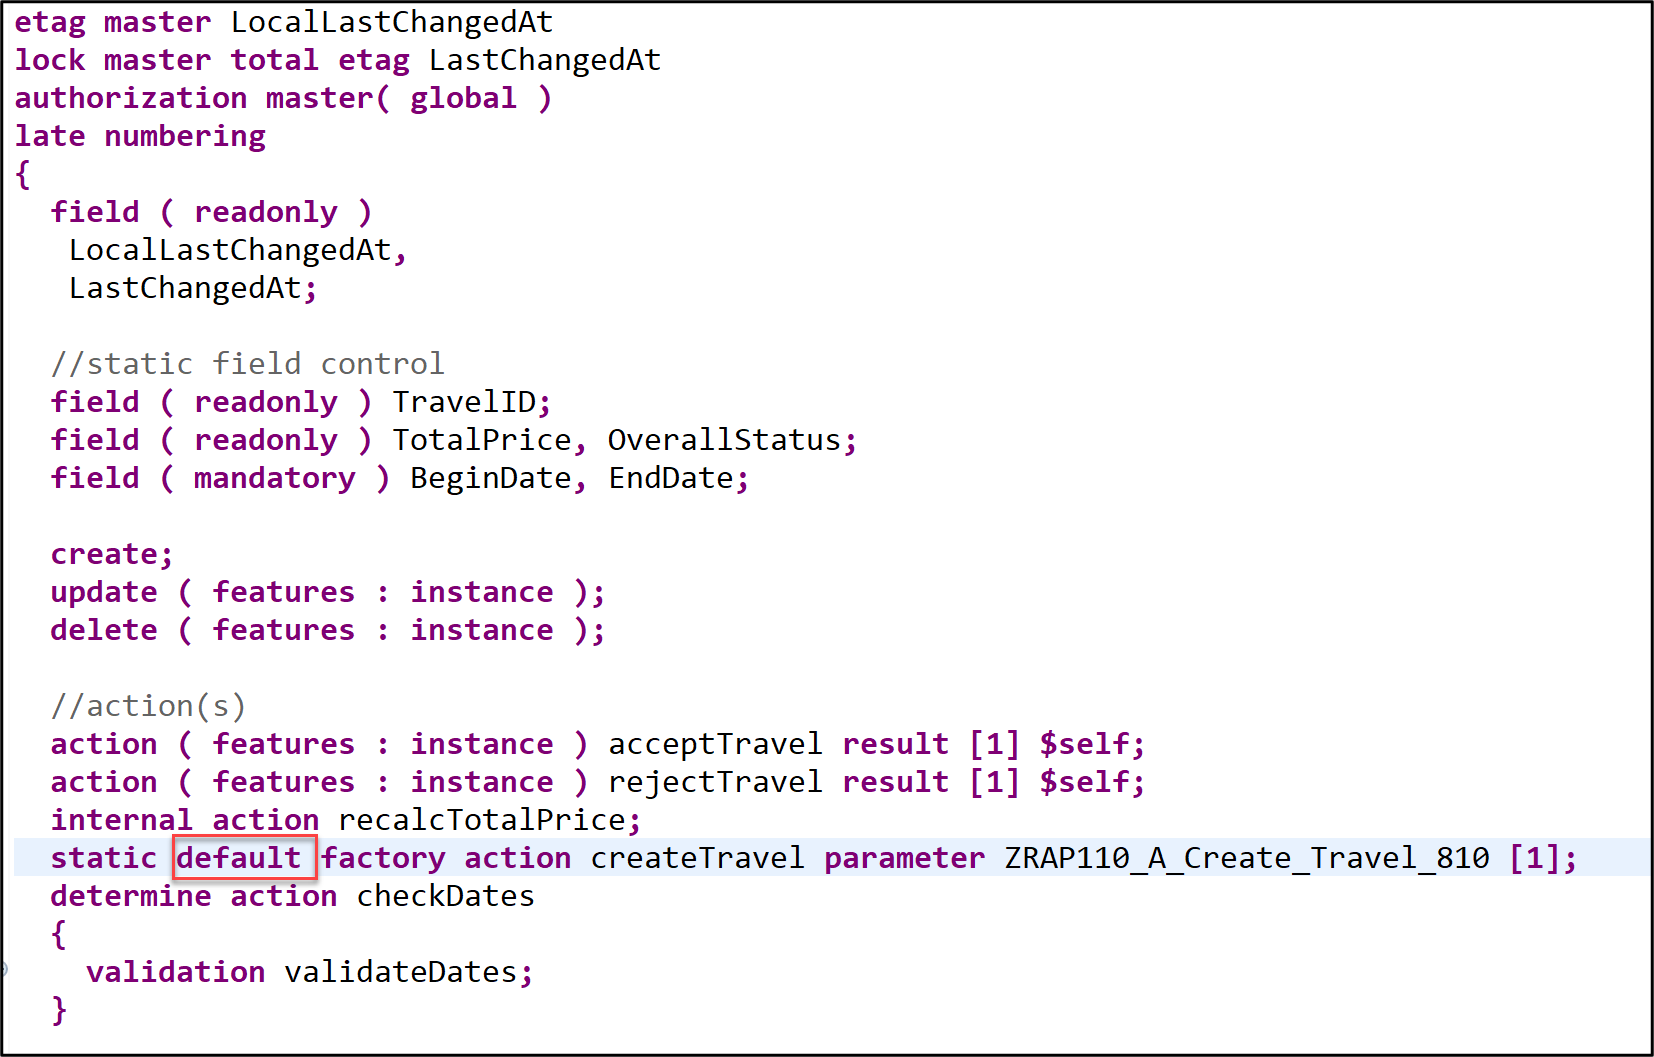 etag master LocalLastChangedAt
lock master total etag LastChangedAt
authorization master( global )
late numbering
{
  field ( readonly )
   LocalLastChangedAt,
   LastChangedAt;

  //static field control
  field ( readonly ) TravelID;
  field ( readonly ) TotalPrice, OverallStatus;
  field ( mandatory ) BeginDate, EndDate;

  create;
  update ( features : instance );
  delete ( features : instance );

  //action(s)
  action ( features : instance ) acceptTravel result [1] $self;
  action ( features : instance ) rejectTravel result [1] $self;
  internal action recalcTotalPrice;
  static default factory action createTravel parameter ZRAP110_A_Create_Travel_810 [1];
  determine action checkDates
  {
    validation validateDates;
  }